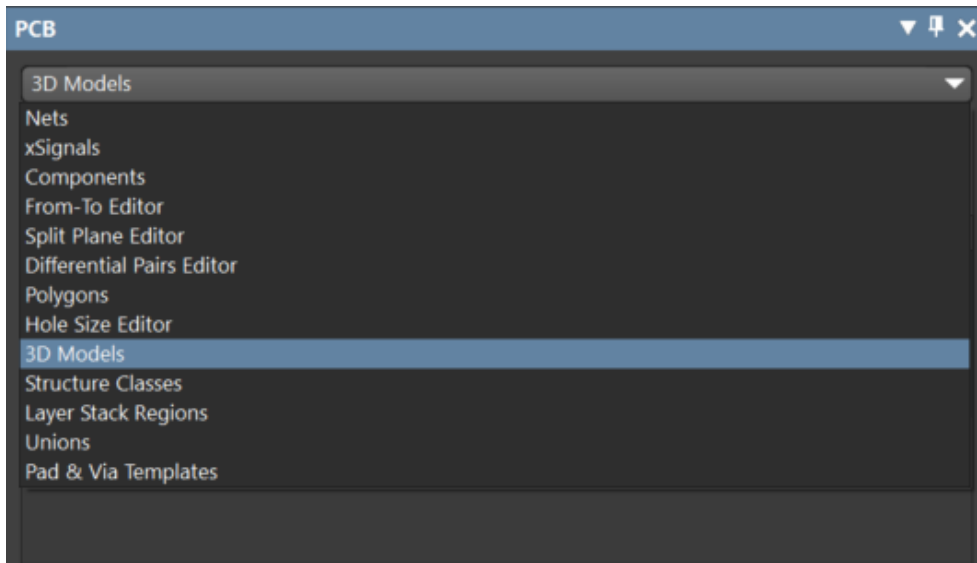 PCB
3D Models
Nets
xSignals
Components
From-To Editor
Split Plane Editor
Differential Pairs Editor
Polygons
Hole Size Editor
3D Models
Structure Classes
Layer Stack Regions
Unions
Pad & Via Templates